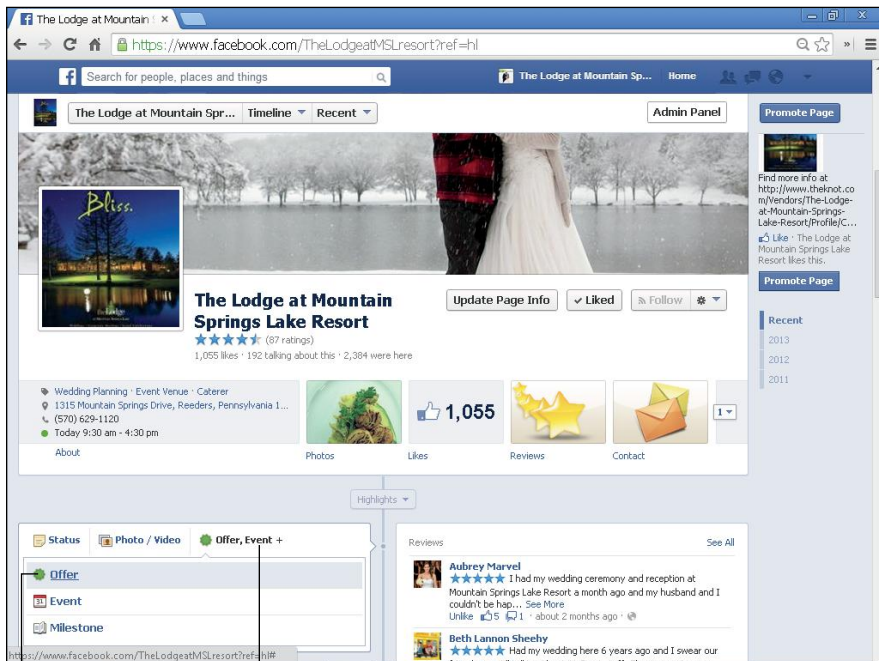 The Lodge at Mountain S
https://www.facebook.com/TheLodgeatMSLresort?ref=hl
Search for people, places and things
The Lodge at Mountain Sp...
Home
The Lodge at Mountain Spr...
Timeline
Recent
Admin Panel
Promote Page
Bliss.
Find more info at
http://www.theknot.co
m/Vendors/The-Lodge-
at-Mountain-Springs-
Lake-Resort/Profile/C...
Like · The Lodge at
Mountain Springs Lake
Resort likes this.
Promote Page
Recent
2013
2012
2011
The Lodge at Mountain
Springs Lake Resort
(87 ratings)
1,055 likes · 192 talking about this · 2,384 were here
Update Page Info
Liked
Follow
Wedding Planning · Event Venue · Caterer
1315 Mountain Springs Drive, Reeders, Pennsylvania 1...
(570) 629-1120
Today 9:30 am - 4:30 pm
About
Photos
1,055
Likes
Reviews
Contact
1
Highlights
Status
Photo / Video
Offer, Event +
Offer
31
Event
Milestone
https://www.facebook.com/TheLodgeatMSLresort?ref=hl#
Reviews
See All
Aubrey Marvel
I had my wedding ceremony and reception at
Mountain Springs Lake Resort a month ago and my husband and I
couldn't be hap... See More
Unlike · 5 1 · about 2 months ago ·
Beth Lannon Sheehy
Had my wedding here 6 years ago and I swear our